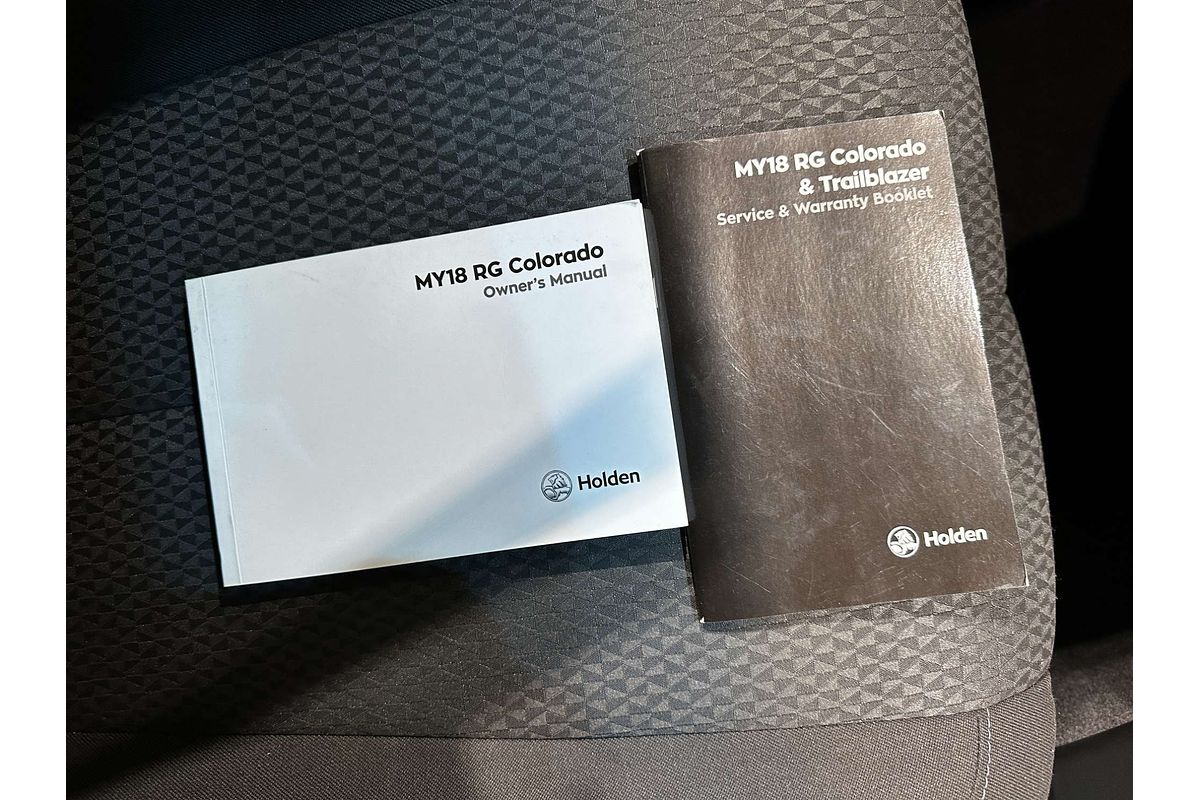 MY18 RG Colorado
Owner's Manual
Holden
MY18 RG Colorado
& Trailblazer
Service & Warranty Booklet
Holden